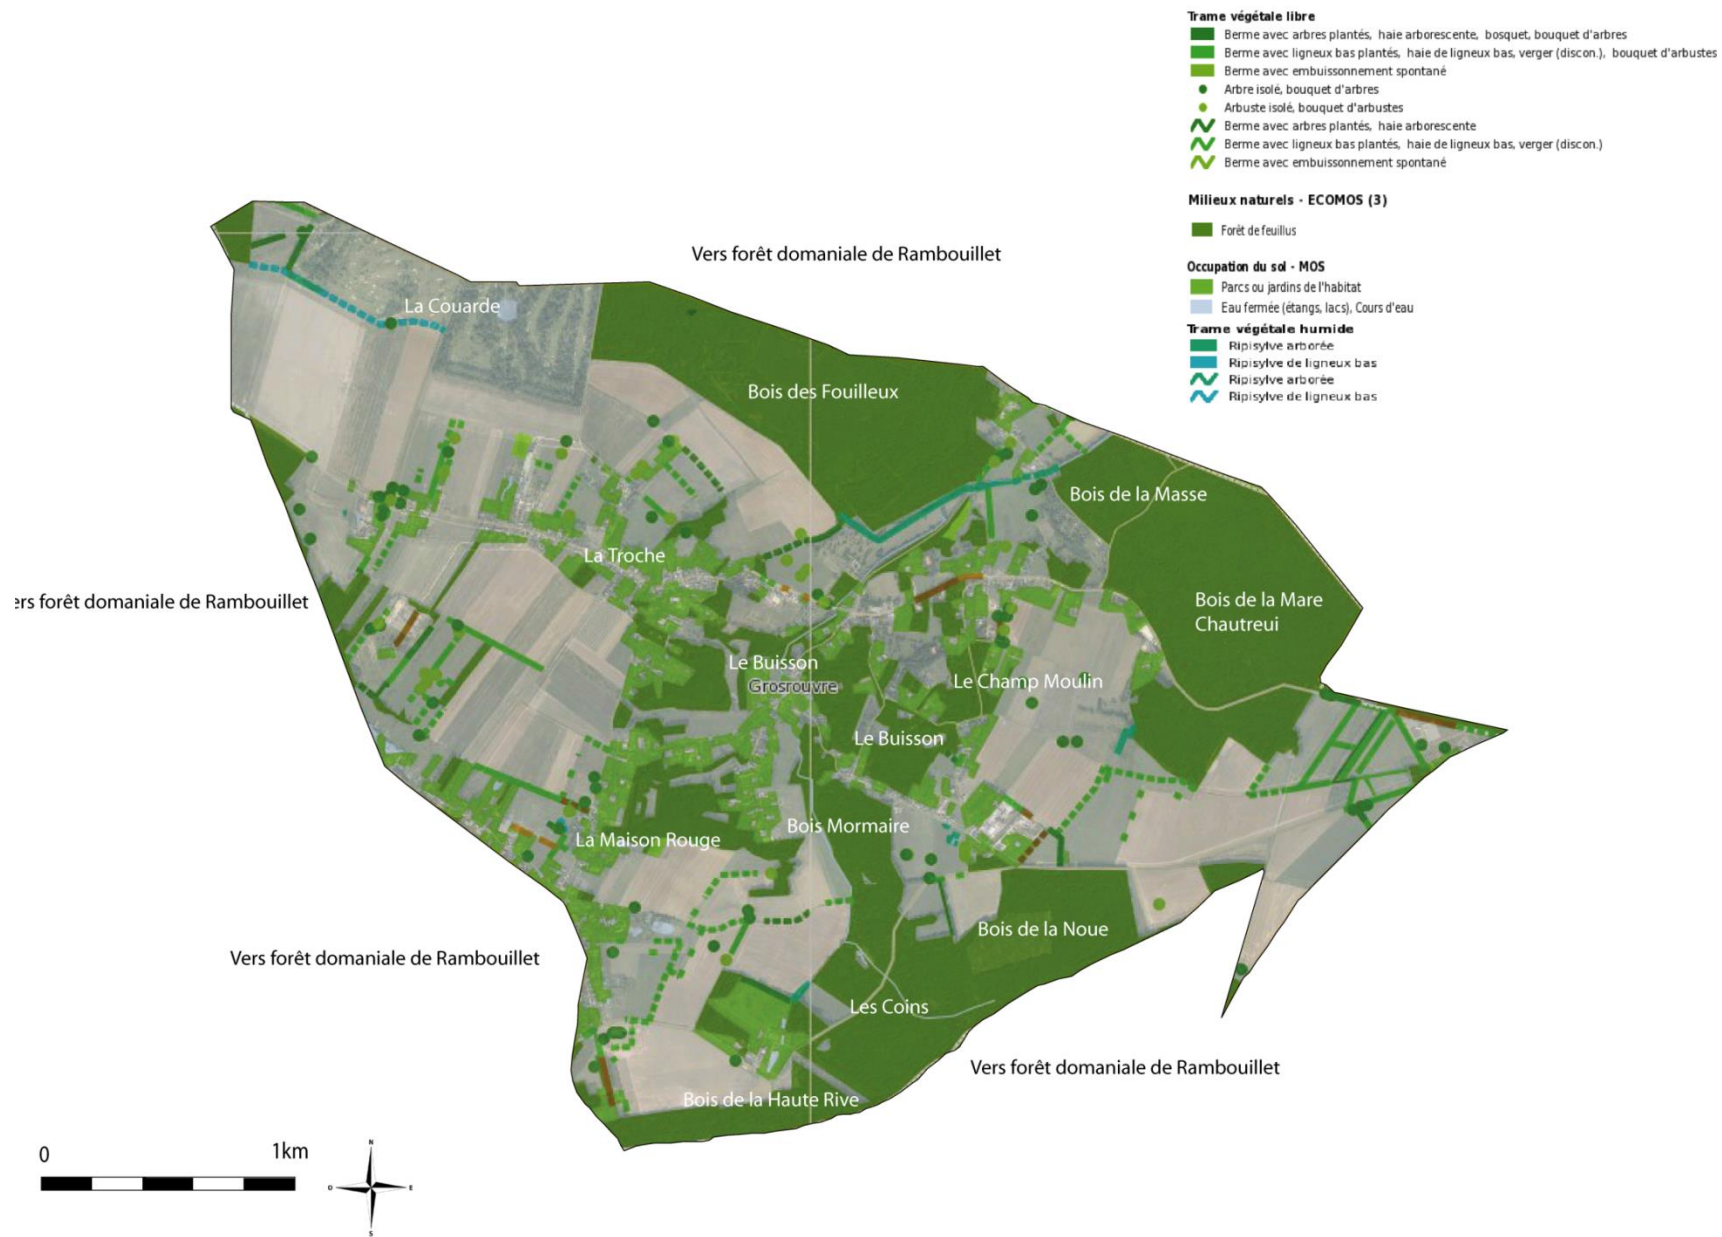 Trame végétale libre
Berme avec arbres plantés, haie arborescente, bosquet, bouquet d'arbres
Berme avec ligneux bas plantés, haie de ligneux bas, verger (discon.), bouquet d'arbustes
Berme avec embuissonnement spontané
Arbre isolé, bouquet d'arbres
Arbuste isolé, bouquet d'arbustes
Berme avec arbres plantés, haie arborescente
Berme avec ligneux bas plantés, haie de ligneux bas, verger (discon.)
Berme avec embuissonnement spontané
Milieux naturels - ECOMOS (3)
Forêt de feuillus
Occupation du sol - MOS
Parcs ou jardins de l'habitat
Eau fermée (étangs, lacs), Cours d'eau
Trame végétale humide
Ripisylve arborée
Ripisylve de ligneux bas
Ripisylve arborée
Ripisylve de ligneux bas
Vers forêt domaniale de Rambouillet
La Couarde
Bois des Fouilleux
Bois de la Masse
La Troche
ers forêt domaniale de Rambouillet
Bois de la Mare
Chautreui
Le Buisson
Grosrouvre
Le Champ Moulin
Le Buisson
Bois Mormaire
La Maison Rouge
Bois de la Noue
Vers forêt domaniale de Rambouillet
Les Coins
Vers forêt domaniale de Rambouillet
Bois de la Haute Rive
0 1km
N
O E
S